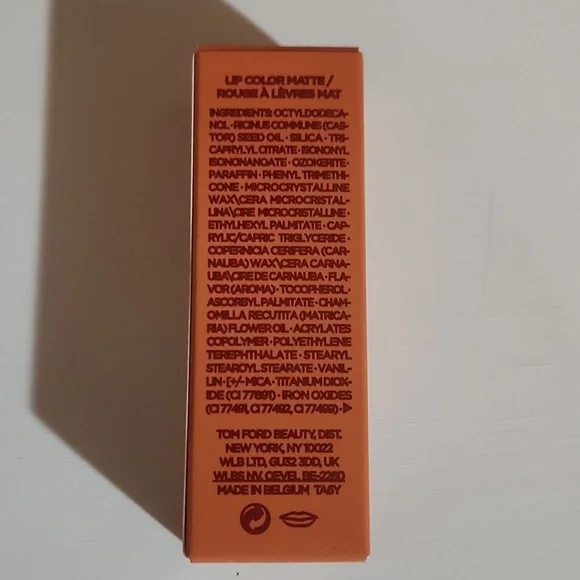 LIP COLOR MATTE /
ROUGE À LÈVRES MAT
INGREDIENTS: OCTYLDODECA-
NOL • RICINUS COMMUNIS (CAS-
TOR) SEED OIL • SILICA • TRI-
CAPRYLYL CITRATE • ISONONYL
ISONONANOATE • OZOKERITE •
PARAFFIN • PHENYL TRIMETHI-
CONE • MICROCRYSTALLINE
WAX\CERA MICROCRISTAL-
LINA\CIRE MICROCRISTALLINE •
ETHYLHEXYL PALMITATE • CAP-
RYLIC/CAPRIC TRIGLYCERIDE •
COPERNICIA CERIFERA (CAR-
NAUBA) WAX\CERA CARNA-
UBA\CIRE DE CARNAUBA • FLA-
VOR (AROMA) • TOCOPHEROL •
ASCORBYL PALMITATE • CHAM-
OMILLA RECUTITA (MATRICA-
RIA) FLOWER OIL • ACRYLATES
COPOLYMER • POLYETHYLENE
TEREPHTHALATE • STEARYL
STEAROYL STEARATE • VANIL-
LIN • [+/- MICA • TITANIUM DIOX-
IDE (CI 77891) • IRON OXIDES
(CI 77491, CI 77492, CI 77499) • ▶
TOM FORD BEAUTY, DIST.
NEW YORK, NY 10022
WLB LTD, GU32 3DD, UK
WLBS NV. OEVEL BE-2260
MADE IN BELGIUM TASY